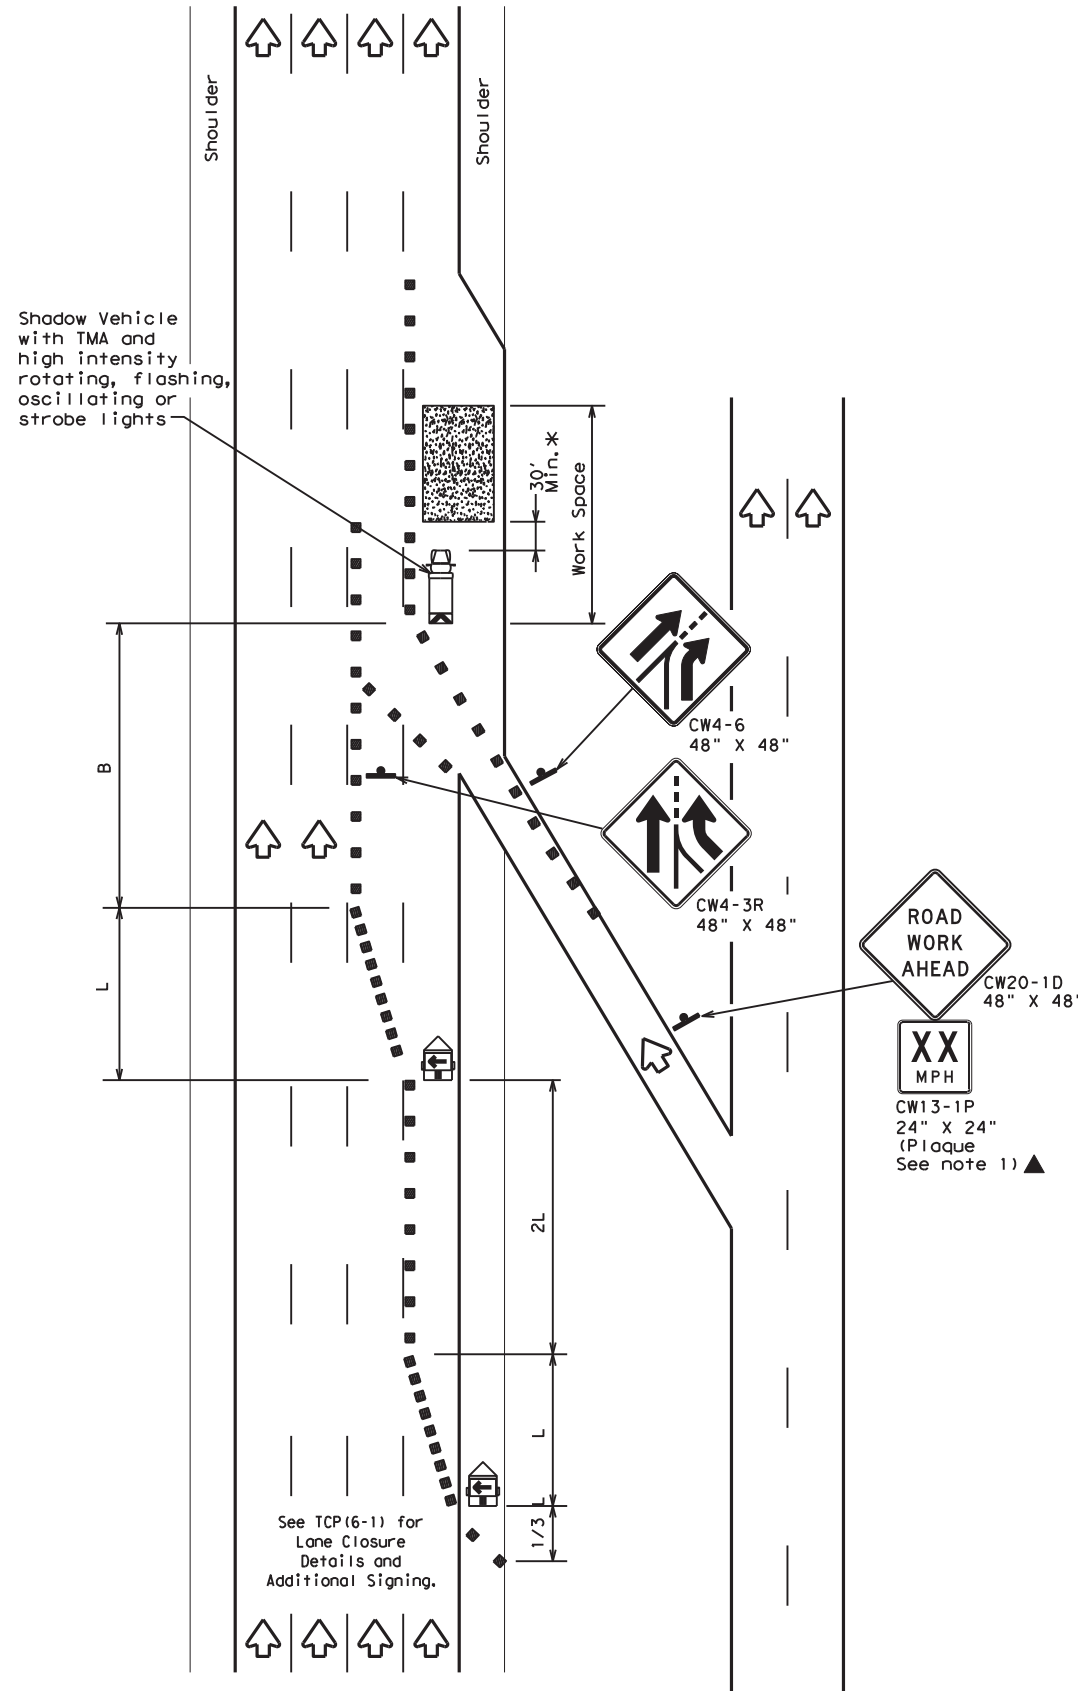 Shoulder
Shoulder
Shadow Vehicle
with TMA and
high intensity
rotating, flashing,
oscillating or
strobe lights
30'
Min.*
Work Space
CW4-6
48" X 48"
B
CW4-3R
48" X 48"
L
ROAD
WORK
AHEAD
CW20-1D
48" X 48"
XX
MPH
CW13-1P
24" X 24"
(Plaque
See note 1)▲
2L
L
1/3 L
See TCP(6-1) for
Lane Closure
Details and
Additional Signing.